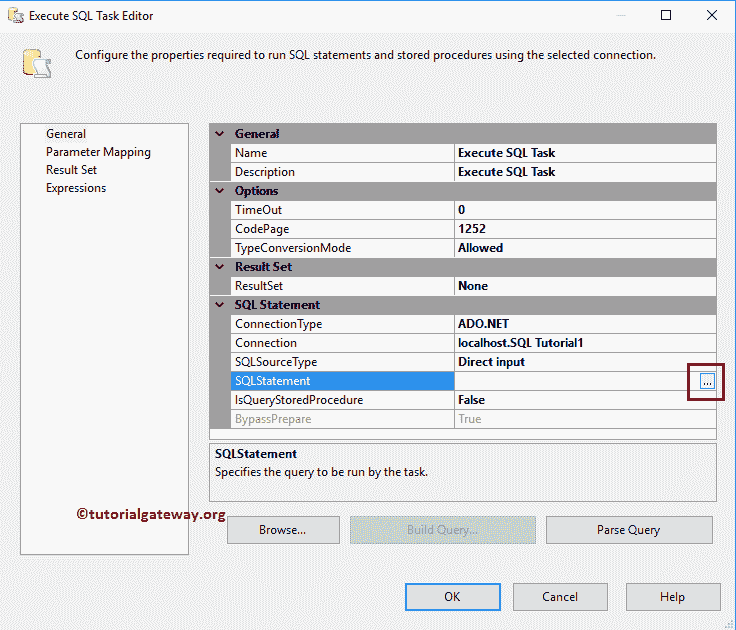 Execute SQL Task Editor
Configure the properties required to run SQL statements and stored procedures using the selected connection.
General
Parameter Mapping
Result Set
Expressions
General
Name Execute SQL Task
Description Execute SQL Task
Options
TimeOut 0
CodePage 1252
TypeConversionMode Allowed
Result Set
ResultSet None
SQL Statement
ConnectionType ADO.NET
Connection localhost.SQL Tutorial1
SQLSourceType Direct input
SQLStatement ...
IsQueryStoredProcedure False
BypassPrepare True
SQLStatement
Specifies the query to be run by the task.
©tutorialgateway.org
Browse... Build Query... Parse Query
OK Cancel Help